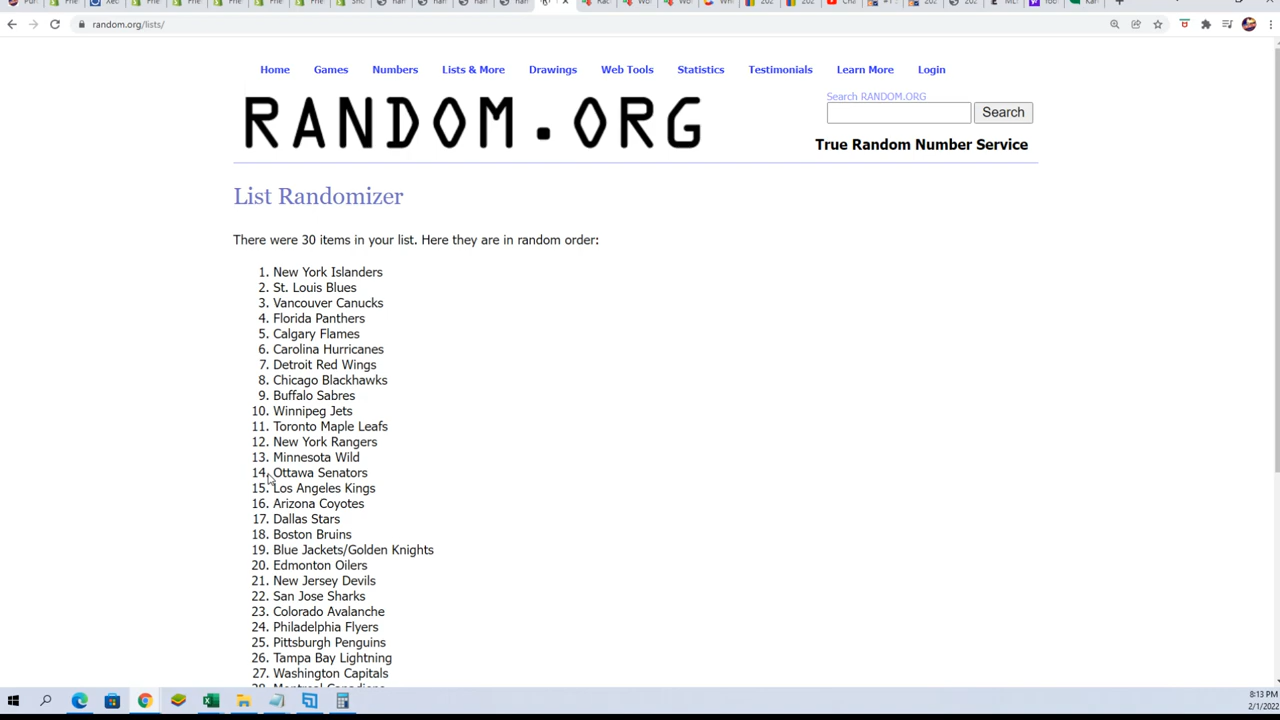 random.org/lists/
Home Games Numbers Lists & More Drawings Web Tools Statistics Testimonials Learn More Login
RANDOM.ORG
Search RANDOM.ORG
Search
True Random Number Service
List Randomizer
There were 30 items in your list. Here they are in random order:
1. New York Islanders
2. St. Louis Blues
3. Vancouver Canucks
4. Florida Panthers
5. Calgary Flames
6. Carolina Hurricanes
7. Detroit Red Wings
8. Chicago Blackhawks
9. Buffalo Sabres
10. Winnipeg Jets
11. Toronto Maple Leafs
12. New York Rangers
13. Minnesota Wild
14. Ottawa Senators
15. Los Angeles Kings
16. Arizona Coyotes
17. Dallas Stars
18. Boston Bruins
19. Blue Jackets/Golden Knights
20. Edmonton Oilers
21. New Jersey Devils
22. San Jose Sharks
23. Colorado Avalanche
24. Philadelphia Flyers
25. Pittsburgh Penguins
26. Tampa Bay Lightning
27. Washington Capitals
28. Montreal Canadiens
8:13 PM
2/1/2022